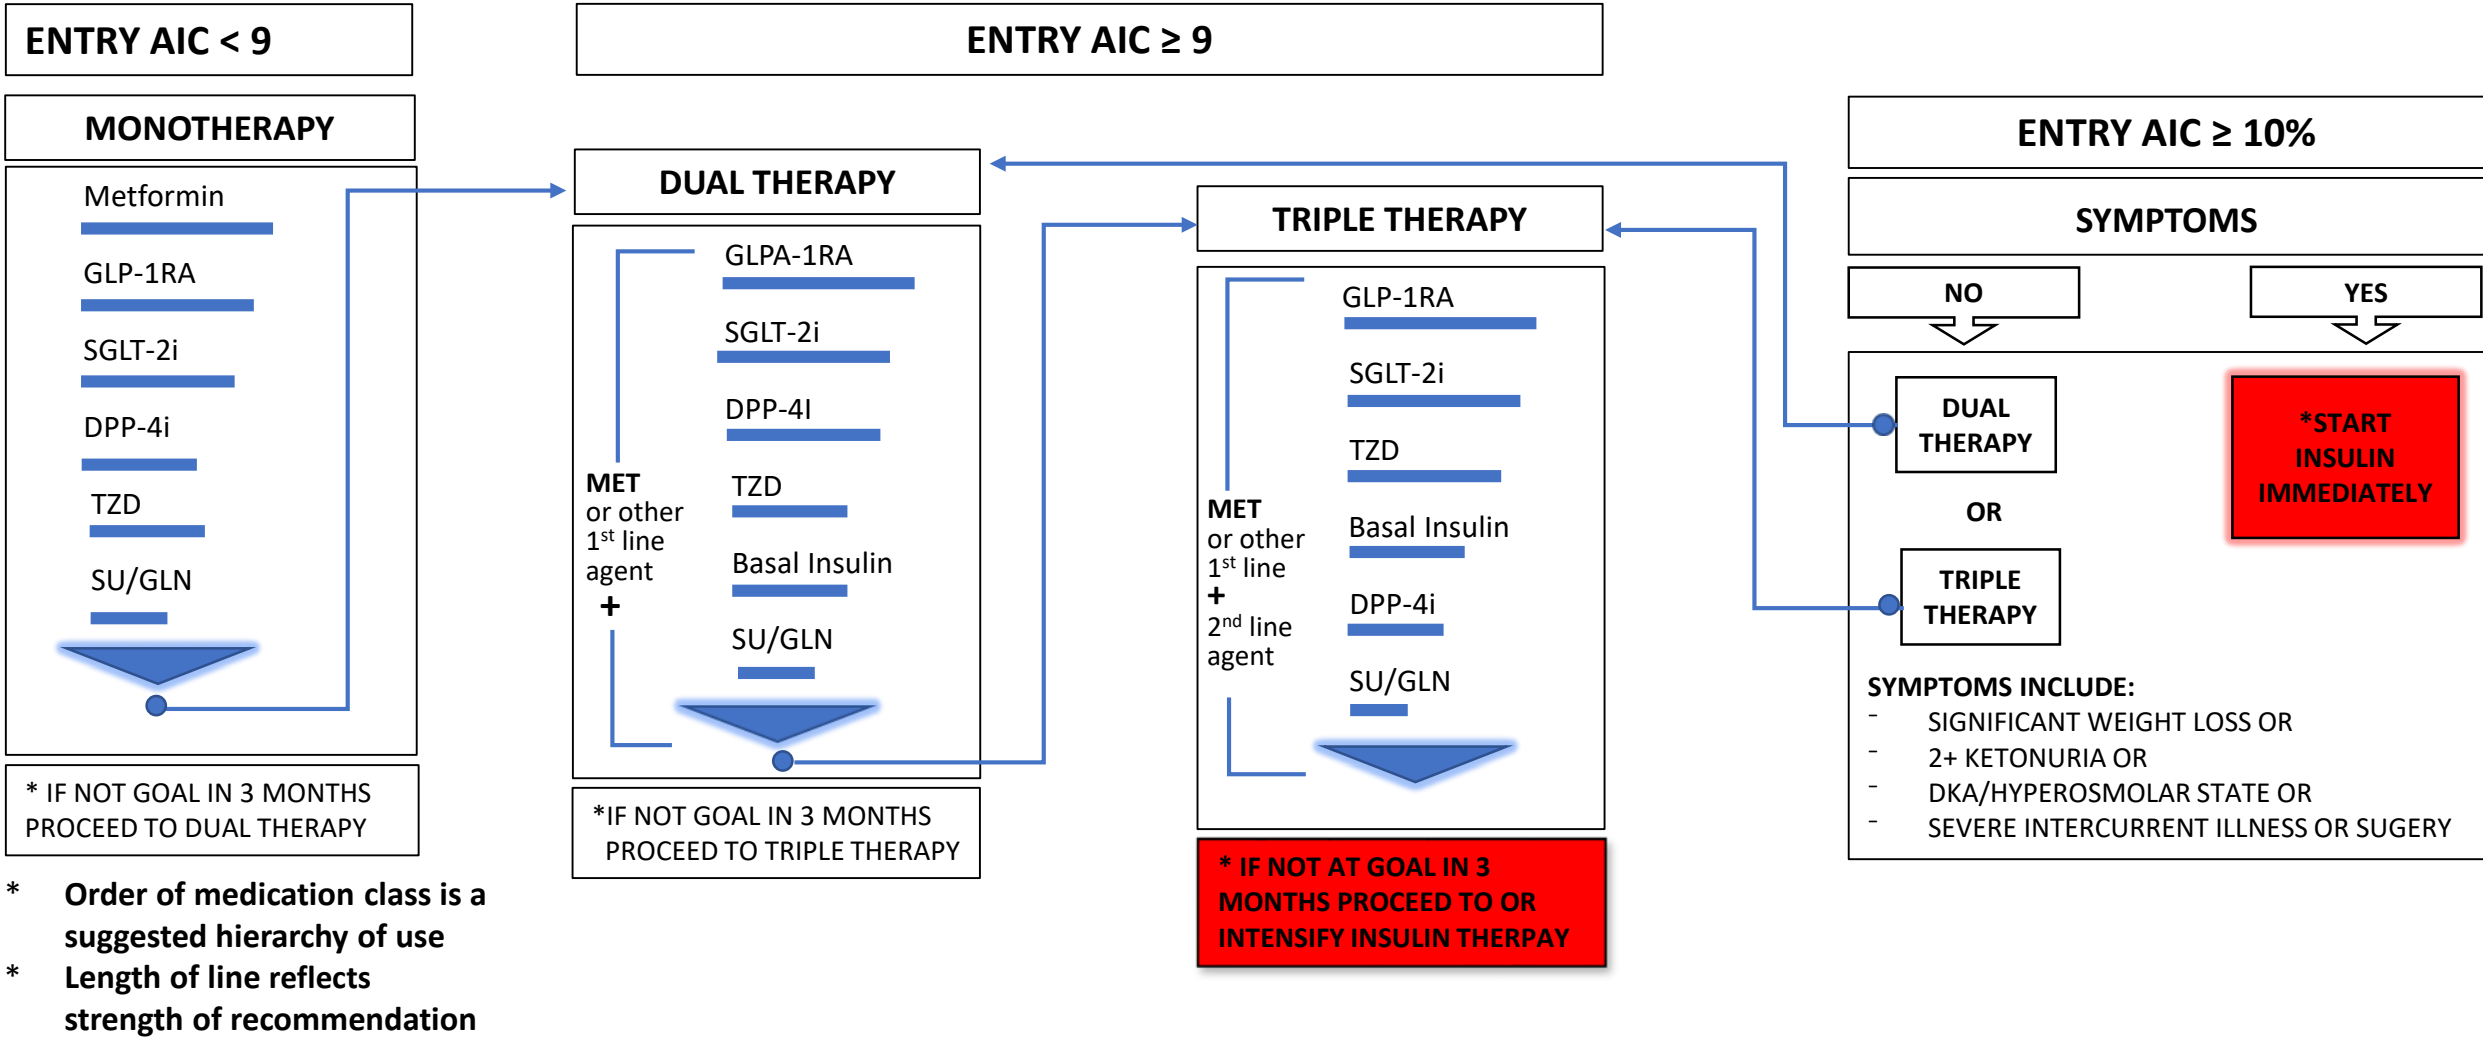 ENTRY AIC < 9
MONOTHERAPY
Metformin
GLP-1RA
SGLT-2i
DPP-4i
TZD
SU/GLN
* IF NOT GOAL IN 3 MONTHS
PROCEED TO DUAL THERAPY
* Order of medication class is a
suggested hierarchy of use
* Length of line reflects
strength of recommendation
ENTRY AIC ≥ 9
DUAL THERAPY
GLPA-1RA
SGLT-2i
DPP-4I
TZD
Basal Insulin
SU/GLN
MET
or other
1st line
agent
+
*IF NOT GOAL IN 3 MONTHS
PROCEED TO TRIPLE THERAPY
TRIPLE THERAPY
GLP-1RA
SGLT-2i
TZD
Basal Insulin
DPP-4i
SU/GLN
MET
or other
1st line
+
2nd line
agent
* IF NOT AT GOAL IN 3
MONTHS PROCEED TO OR
INTENSIFY INSULIN THERPAY
ENTRY AIC ≥ 10%
SYMPTOMS
NO
YES
DUAL
THERAPY
OR
TRIPLE
THERAPY
*START
INSULIN
IMMEDIATELY
SYMPTOMS INCLUDE:
- SIGNIFICANT WEIGHT LOSS OR
- 2+ KETONURIA OR
- DKA/HYPEROSMOLAR STATE OR
- SEVERE INTERCURRENT ILLNESS OR SUGERY